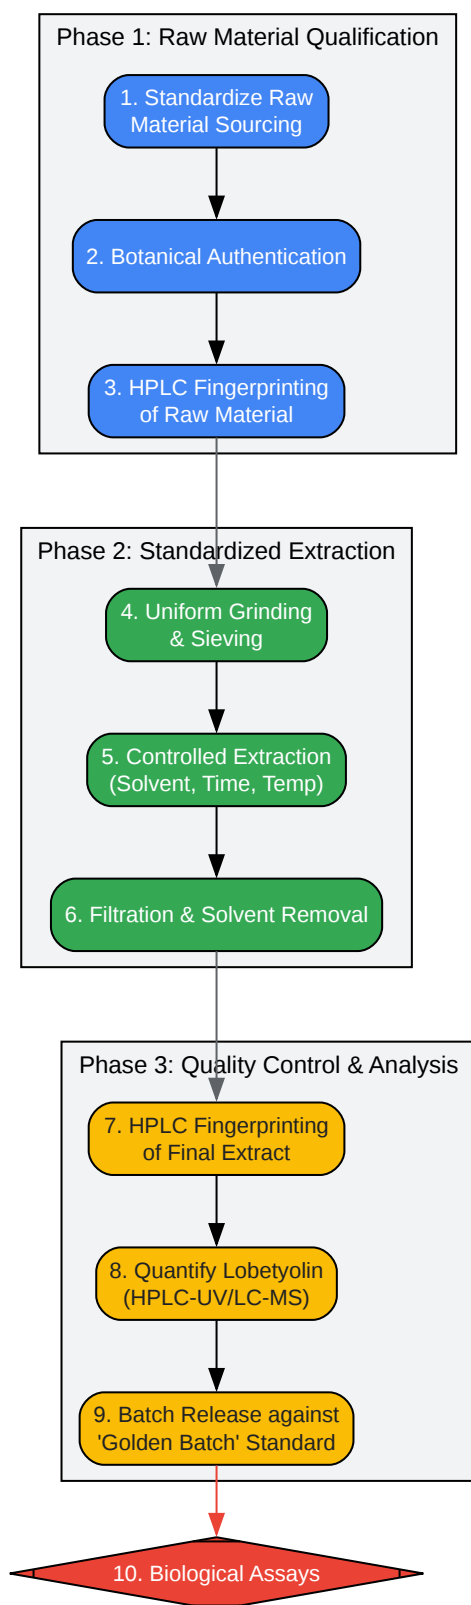 Phase 1: Raw Material Qualification
1. Standardize Raw
Material Sourcing
2. Botanical Authentication
3. HPLC Fingerprinting
of Raw Material
Phase 2: Standardized Extraction
4. Uniform Grinding
& Sieving
5. Controlled Extraction
(Solvent, Time, Temp)
6. Filtration & Solvent Removal
Phase 3: Quality Control & Analysis
7. HPLC Fingerprinting
of Final Extract
8. Quantify Lobetyolin
(HPLC-UV/LC-MS)
9. Batch Release against
'Golden Batch' Standard
10. Biological Assays